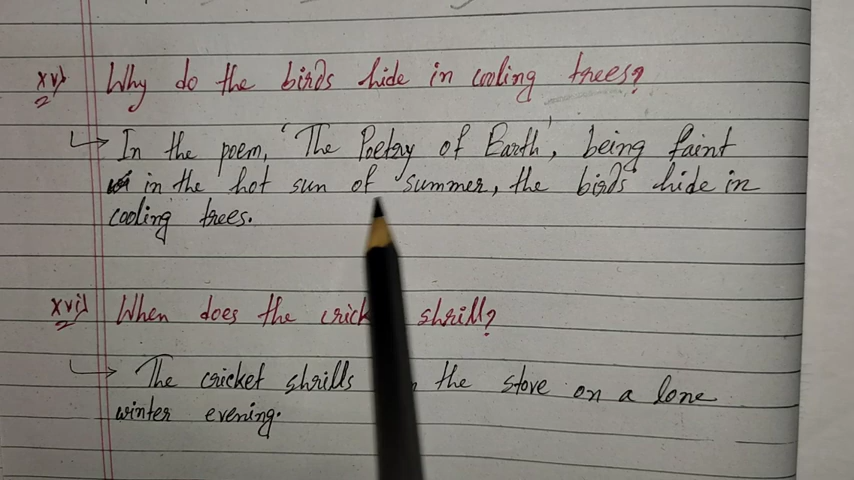 xvi) Why do the birds hide in cooling trees?
In the poem, 'The Poetry of Earth', being faint
in the hot sun of summer, the birds hide in
cooling trees.
xvii) When does the shrill?
The cricket shrills the stove on a lone
winter evening.